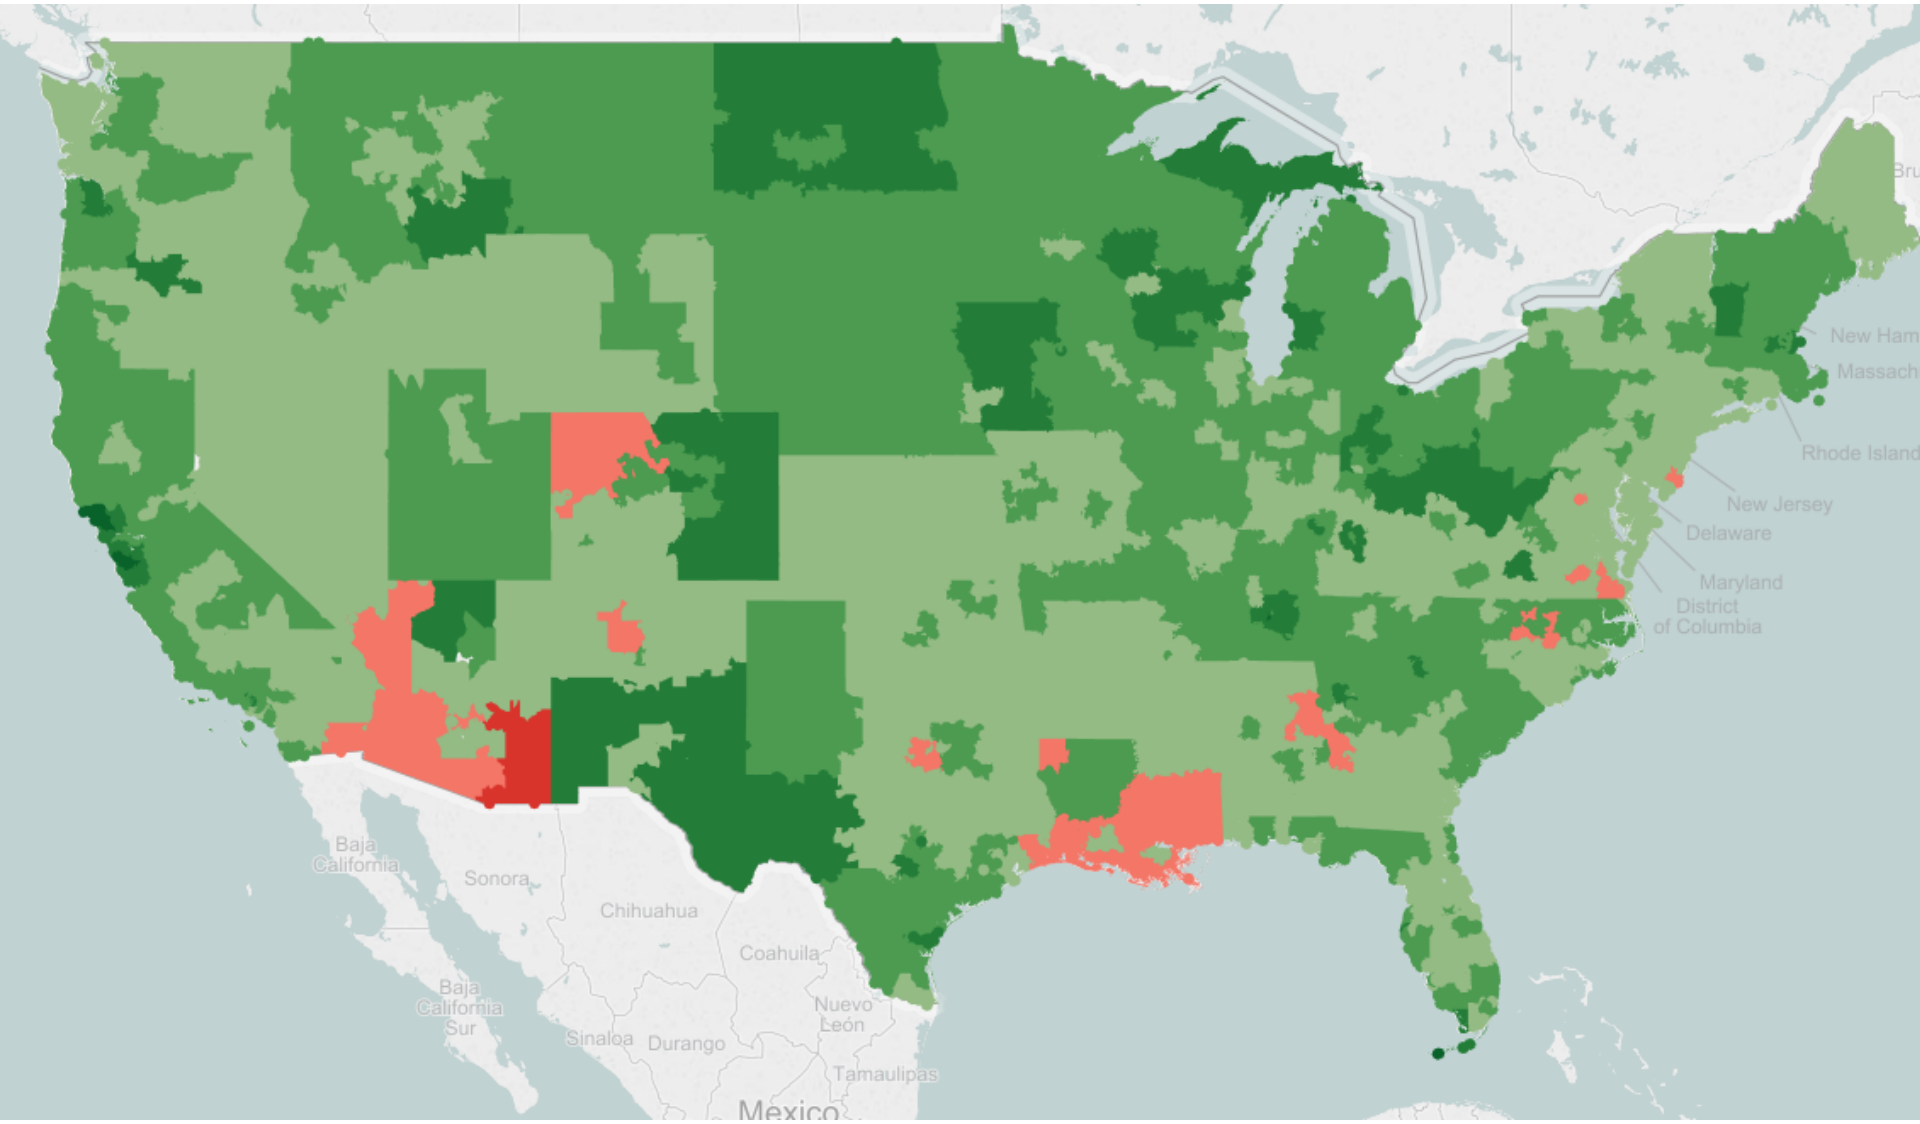 Bru
New Ham
Massach
Rhode Island
New Jersey
Delaware
Maryland
District
of Columbia
Baja
California
Sonora
Chihuahua
Coahuila
Baja
California
Sur
Nuevo
León
Sinaloa
Durango
Tamaulipas
Mexico